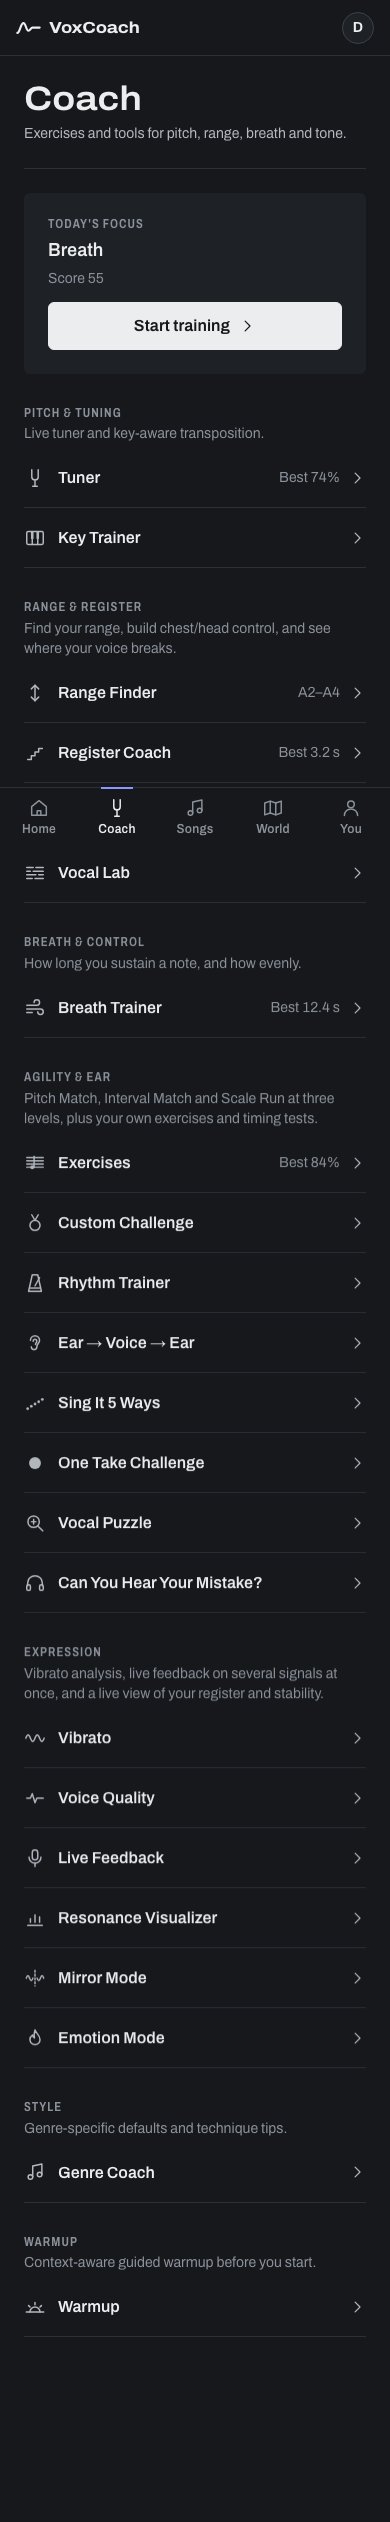 VoxCoach
D
Coach
Exercises and tools for pitch, range, breath and tone.
TODAY'S FOCUS
Breath
Score 55
Start training
PITCH & TUNING
Live tuner and key-aware transposition.
Tuner Best 74%
Key Trainer
RANGE & REGISTER
Find your range, build chest/head control, and see
where your voice breaks.
Range Finder A2–A4
Register Coach Best 3.2 s
Home Coach Songs World You
Vocal Lab
BREATH & CONTROL
How long you sustain a note, and how evenly.
Breath Trainer Best 12.4 s
AGILITY & EAR
Pitch Match, Interval Match and Scale Run at three
levels, plus your own exercises and timing tests.
Exercises Best 84%
Custom Challenge
Rhythm Trainer
Ear → Voice → Ear
Sing It 5 Ways
One Take Challenge
Vocal Puzzle
Can You Hear Your Mistake?
EXPRESSION
Vibrato analysis, live feedback on several signals at
once, and a live view of your register and stability.
Vibrato
Voice Quality
Live Feedback
Resonance Visualizer
Mirror Mode
Emotion Mode
STYLE
Genre-specific defaults and technique tips.
Genre Coach
WARMUP
Context-aware guided warmup before you start.
Warmup